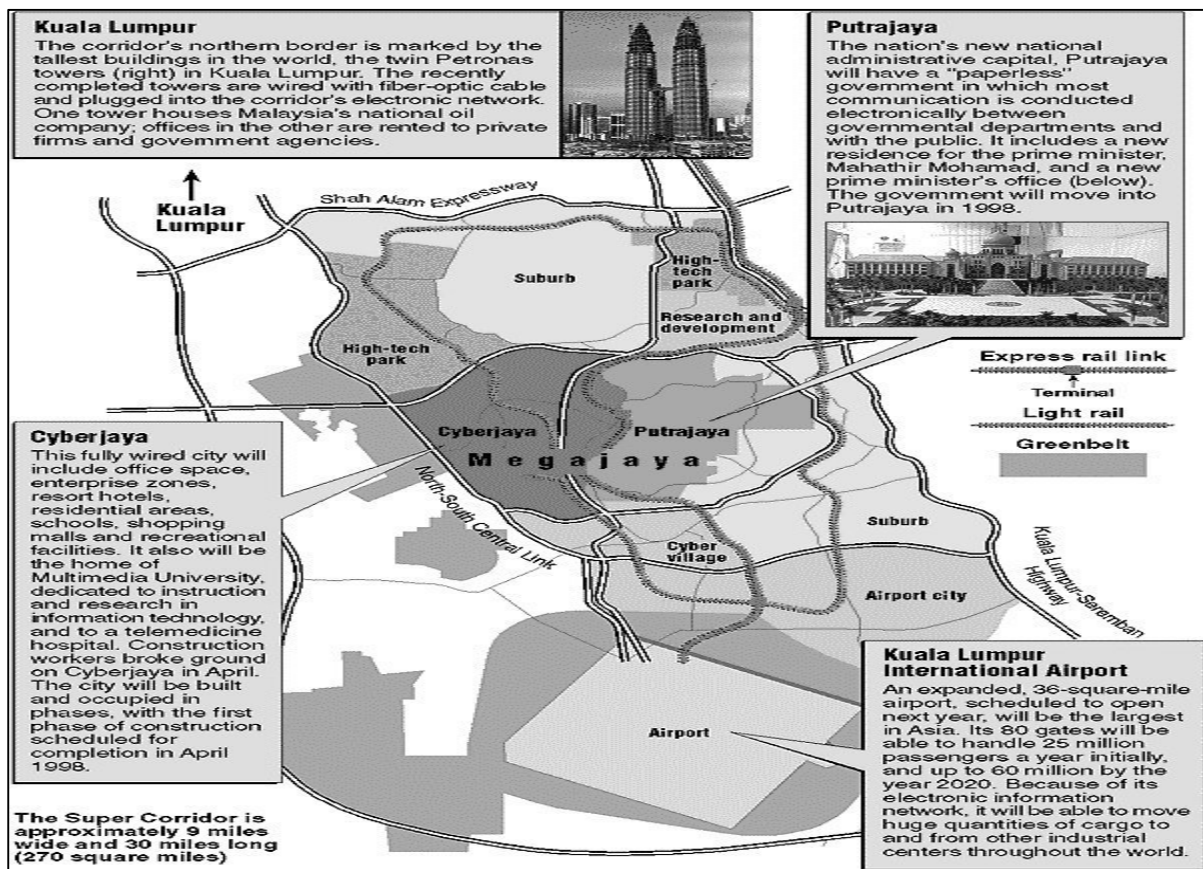 Kuala Lumpur
The corridor's northern border is marked by the
tallest buildings in the world, the twin Petronas
towers (right) in Kuala Lumpur. The recently
completed towers are wired with fiber-optic cable
and plugged into the corridor's electronic network.
One tower houses Malaysia's national oil
company; offices in the other are rented to private
firms and government agencies.
Putrajaya
The nation's new national
administrative capital, Putrajaya
will have a "paperless"
government in which most
communication is conducted
electronically between
governmental departments and
with the public. It includes a new
residence for the prime minister,
Mahathir Mohamad, and a new
prime minister's office (below).
The government will move into
Putrajaya in 1998.
Kuala
Lumpur
Shah Alam Expressway
Suburb
High-
tech
park
Research and
development
High-tech
park
Express rail link
Terminal
Light rail
Greenbelt
Cyberjaya
Putrajaya
Megajaya
North-South Central Link
Suburb
Cyber
village
Airport city
Kuala Lumpur-Seremban
Highway
Airport
Cyberjaya
This fully wired city will
include office space,
enterprise zones,
resort hotels,
residential areas,
schools, shopping
malls and recreational
facilities. It also will be
the home of
Multimedia University,
dedicated to instruction
and research in
information technology,
and to a telemedicine
hospital. Construction
workers broke ground
on Cyberjaya in April.
The city will be built
and occupied in
phases, with the first
phase of construction
scheduled for
completion in April
1998.
Kuala Lumpur
International Airport
An expanded, 36-square-mile
airport, scheduled to open
next year, will be the largest
in Asia. Its 80 gates will be
able to handle 25 million
passengers a year initially,
and up to 60 million by the
year 2020. Because of its
electronic information
network, it will be able to move
huge quantities of cargo to
and from other industrial
centers throughout the world.
The Super Corridor is
approximately 9 miles
wide and 30 miles long
(270 square miles)